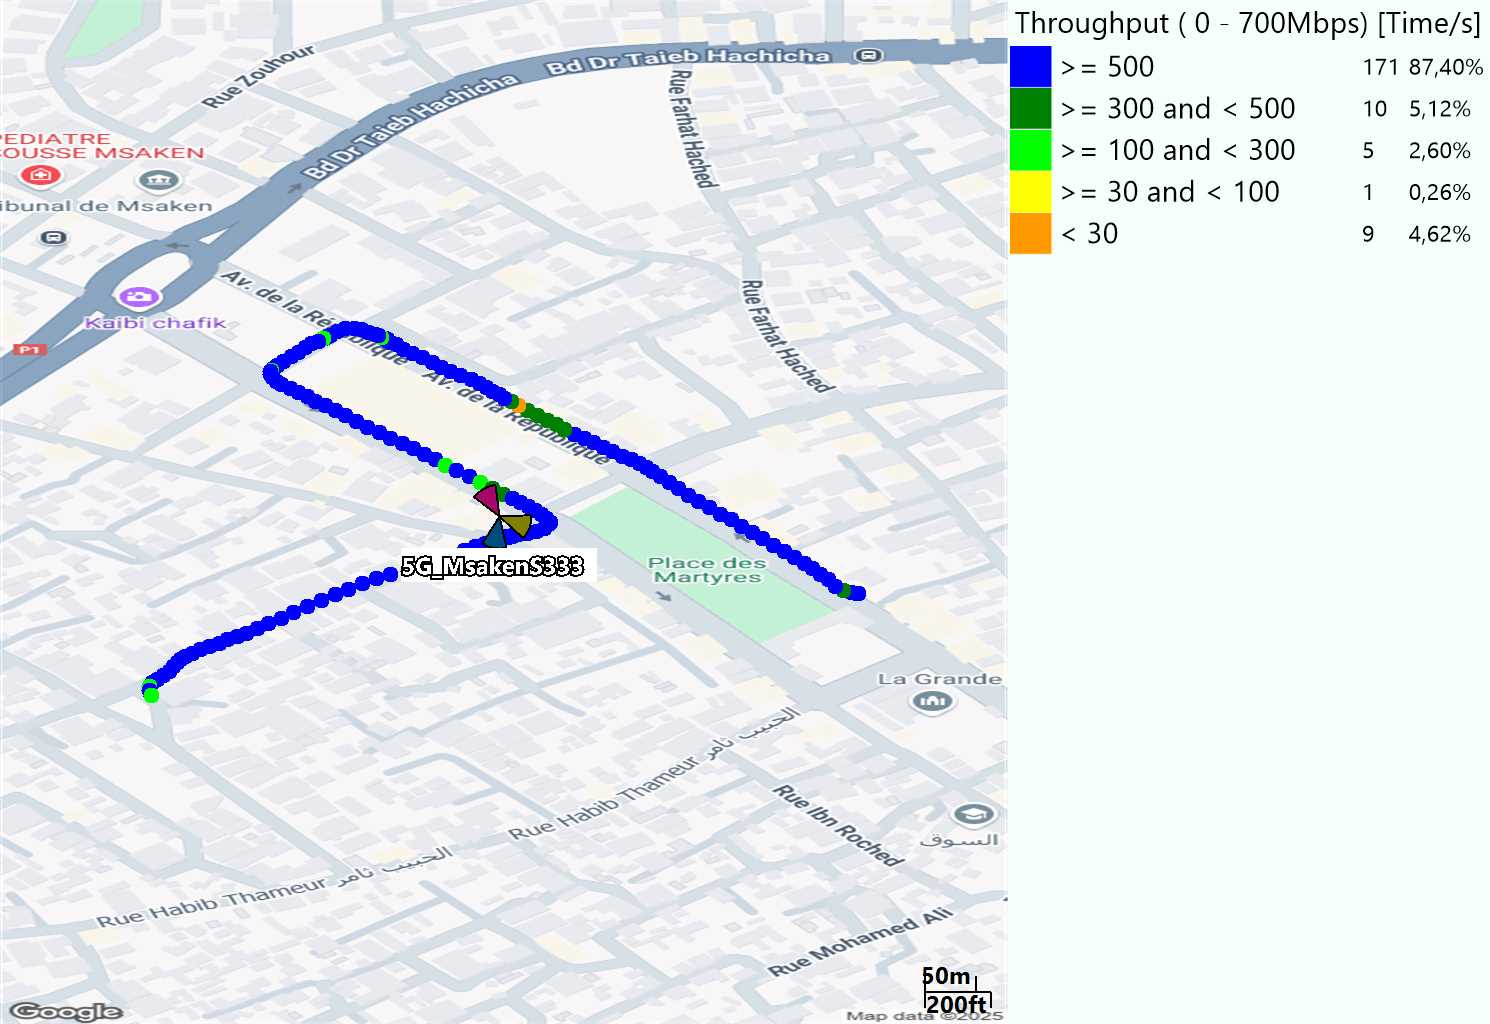 Throughput ( 0 - 700Mbps) [Time/s]
>= 500 171 87,40%
>= 300 and < 500 10 5,12%
>= 100 and < 300 5 2,60%
>= 30 and < 100 1 0,26%
< 30 9 4,62%
Rue Zouhour
Bd Dr Taieb Hachicha
Bd Dr Taieb Hachicha
Rue Farhat Hached
PEDIATRE
OUSSE MSAKEN
ibunal de Msaken
Kaibi chafik
P1
Av. de la République
Rue Farhat Hached
Av. de la République
5G_MsakenS333
Place des
Martyres
La Grande
Rue Habib Thameur الحبيب ثامر
Rue Ibn Roched
السوق
Rue Habib Thameur الحبيب ثامر
Rue Mohamed Ali
50m
200ft
Google
Map data ©2025